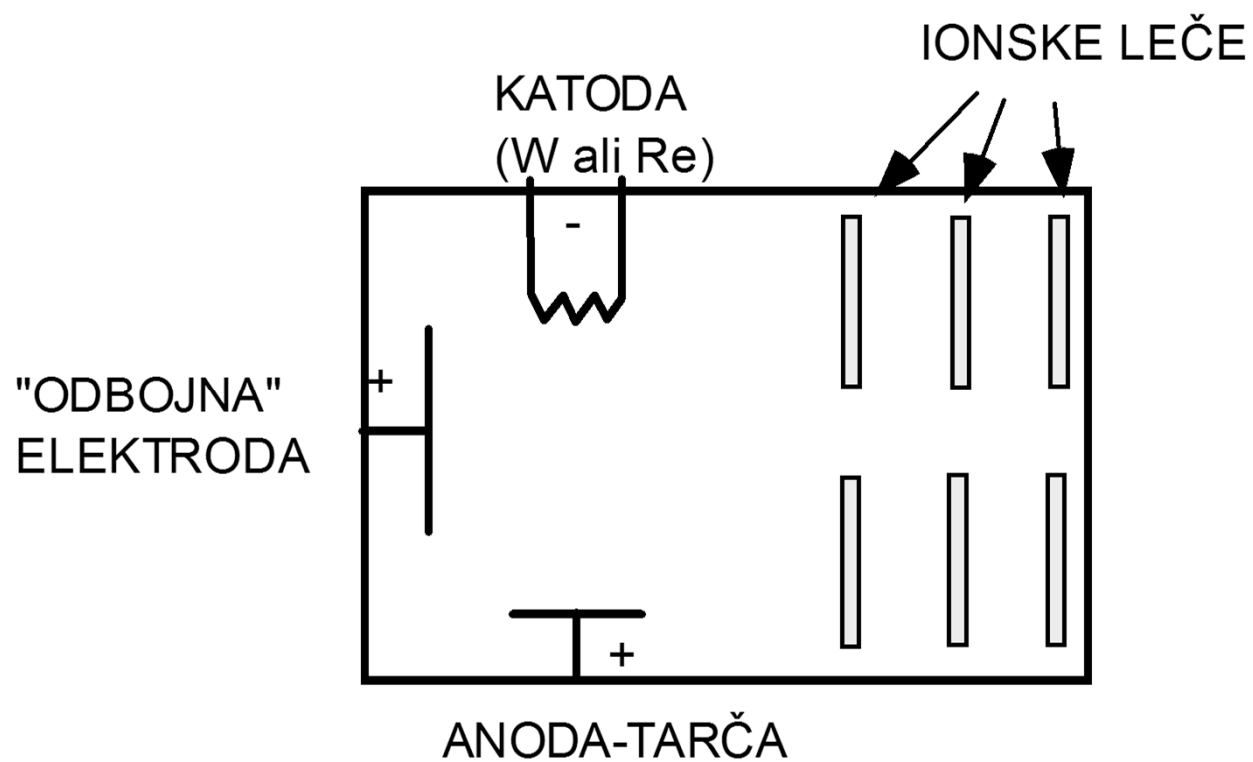 IONSKE LEČE
KATODA
(W ali Re)
-
+
"ODBOJNA"
ELEKTRODA
+
ANODA-TARČA